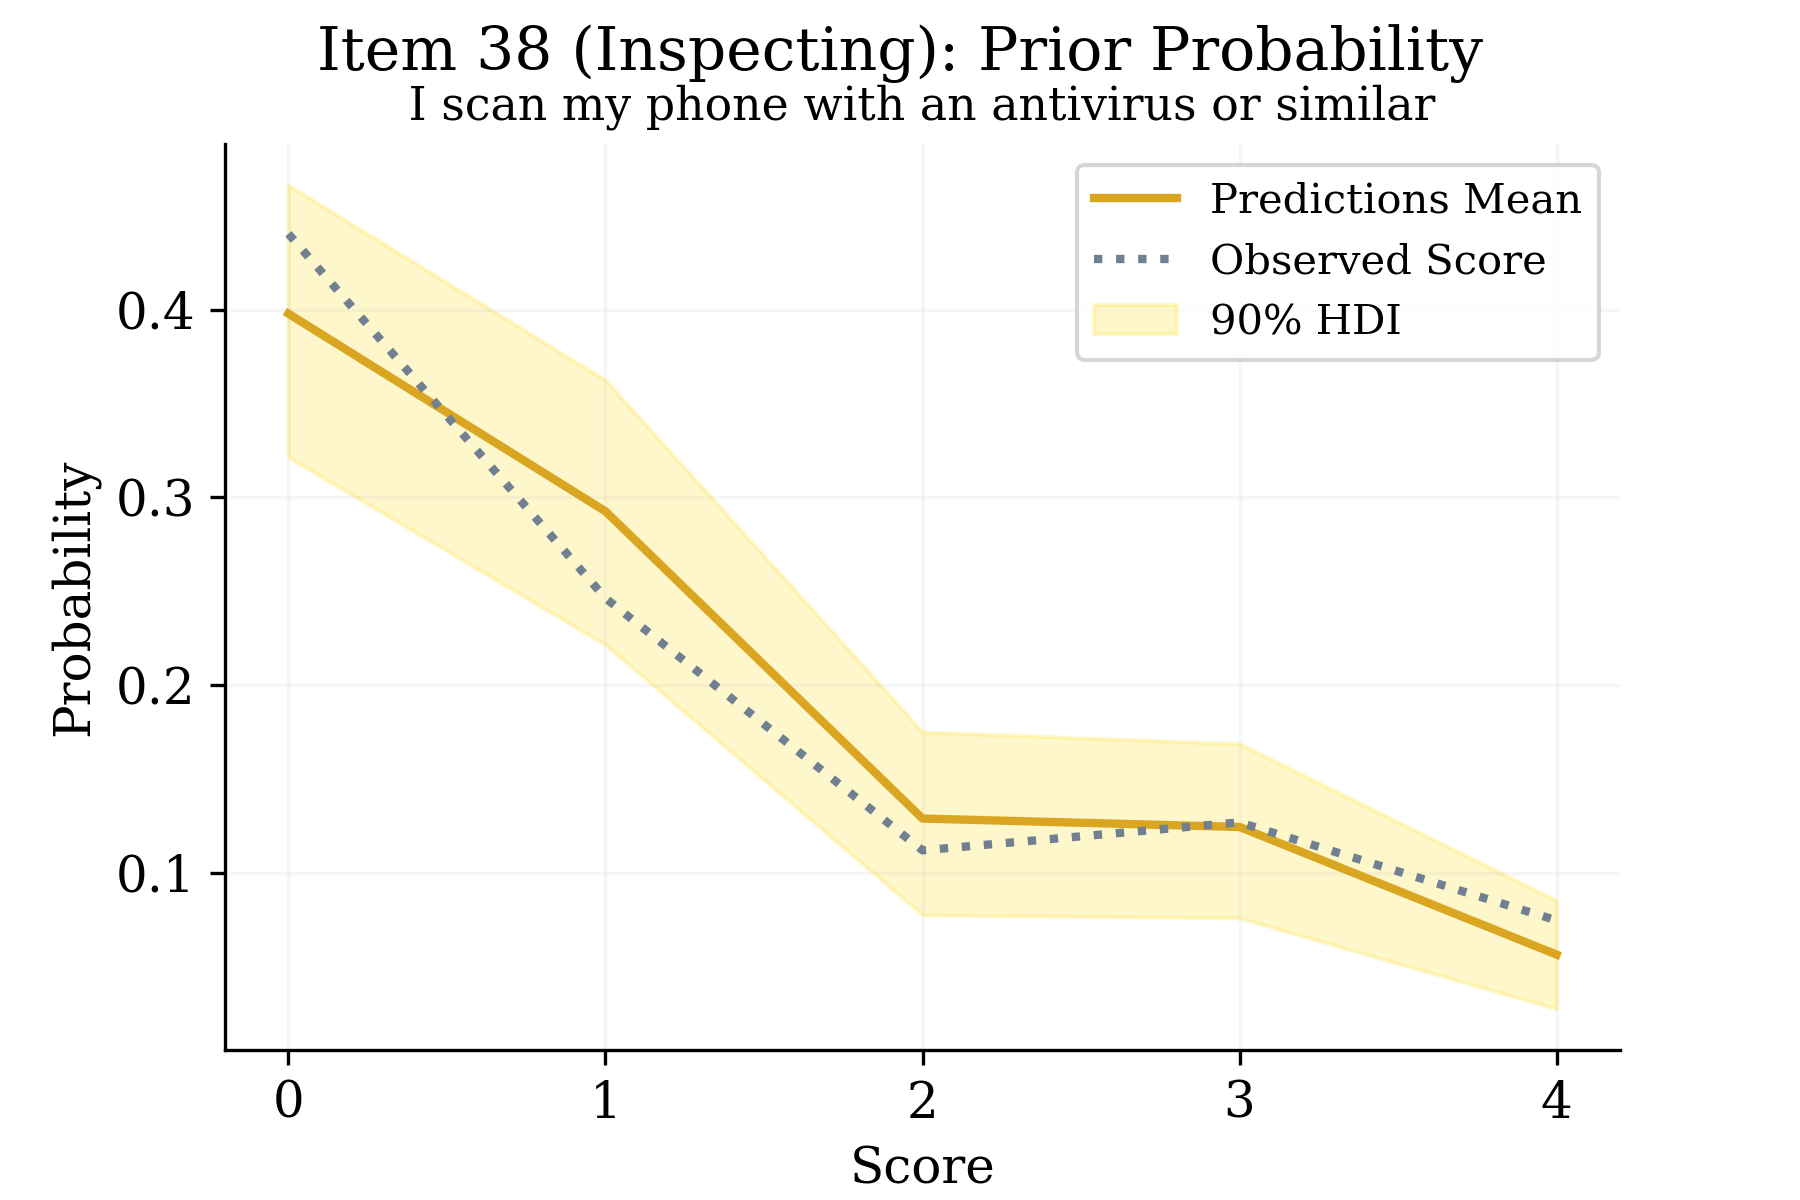 Item 38 (Inspecting): Prior Probability
I scan my phone with an antivirus or similar
Predictions Mean
Observed Score
90% HDI
Probability
0.4
0.3
0.2
0.1
0 1 2 3 4
Score